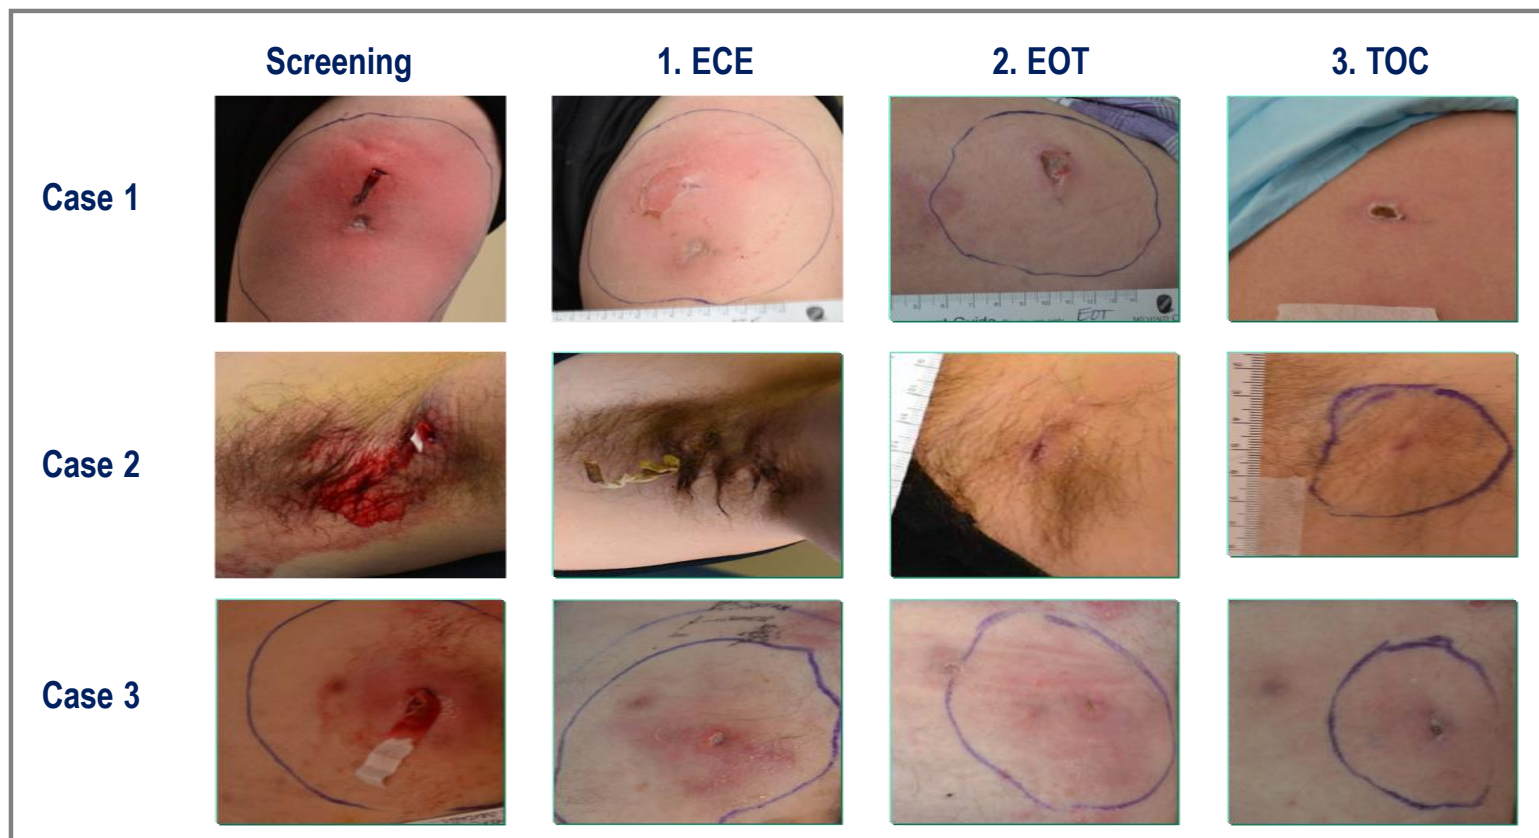 Screening
1. ECE
2. EOT
3. TOC
Case 1
EOT
Case 2
Case 3